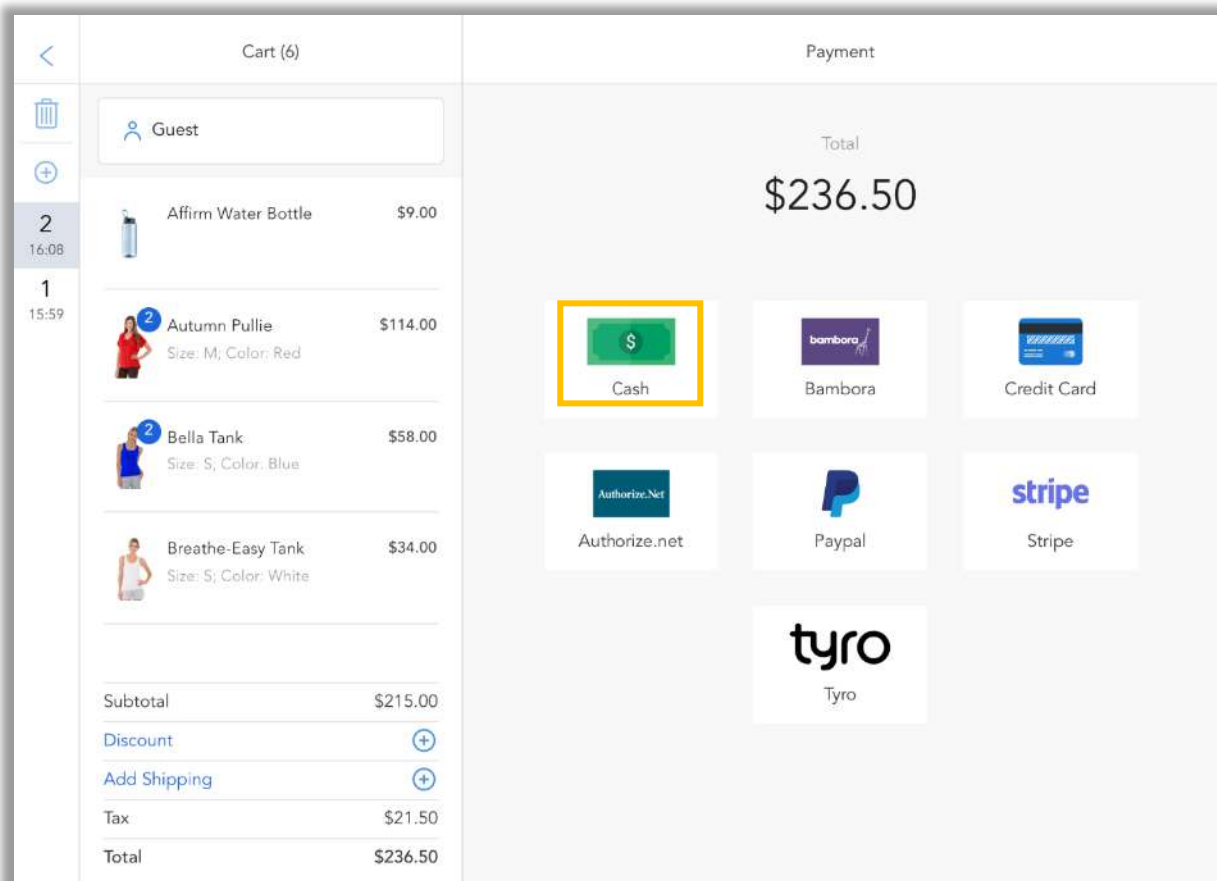 Cart (6)
Payment
Guest
2
16:08
1
15:59
Affirm Water Bottle $9.00
2
Autumn Pullie $114.00
Size: M; Color: Red
2
Bella Tank $58.00
Size: S; Color: Blue
Breathe-Easy Tank $34.00
Size: S; Color: White
Subtotal $215.00
Discount
Add Shipping
Tax $21.50
Total $236.50
Total
$236.50
$
Cash
bambora
Bambora
Credit Card
Authorize.Net
Authorize.net
Paypal
stripe
Stripe
tyro
Tyro